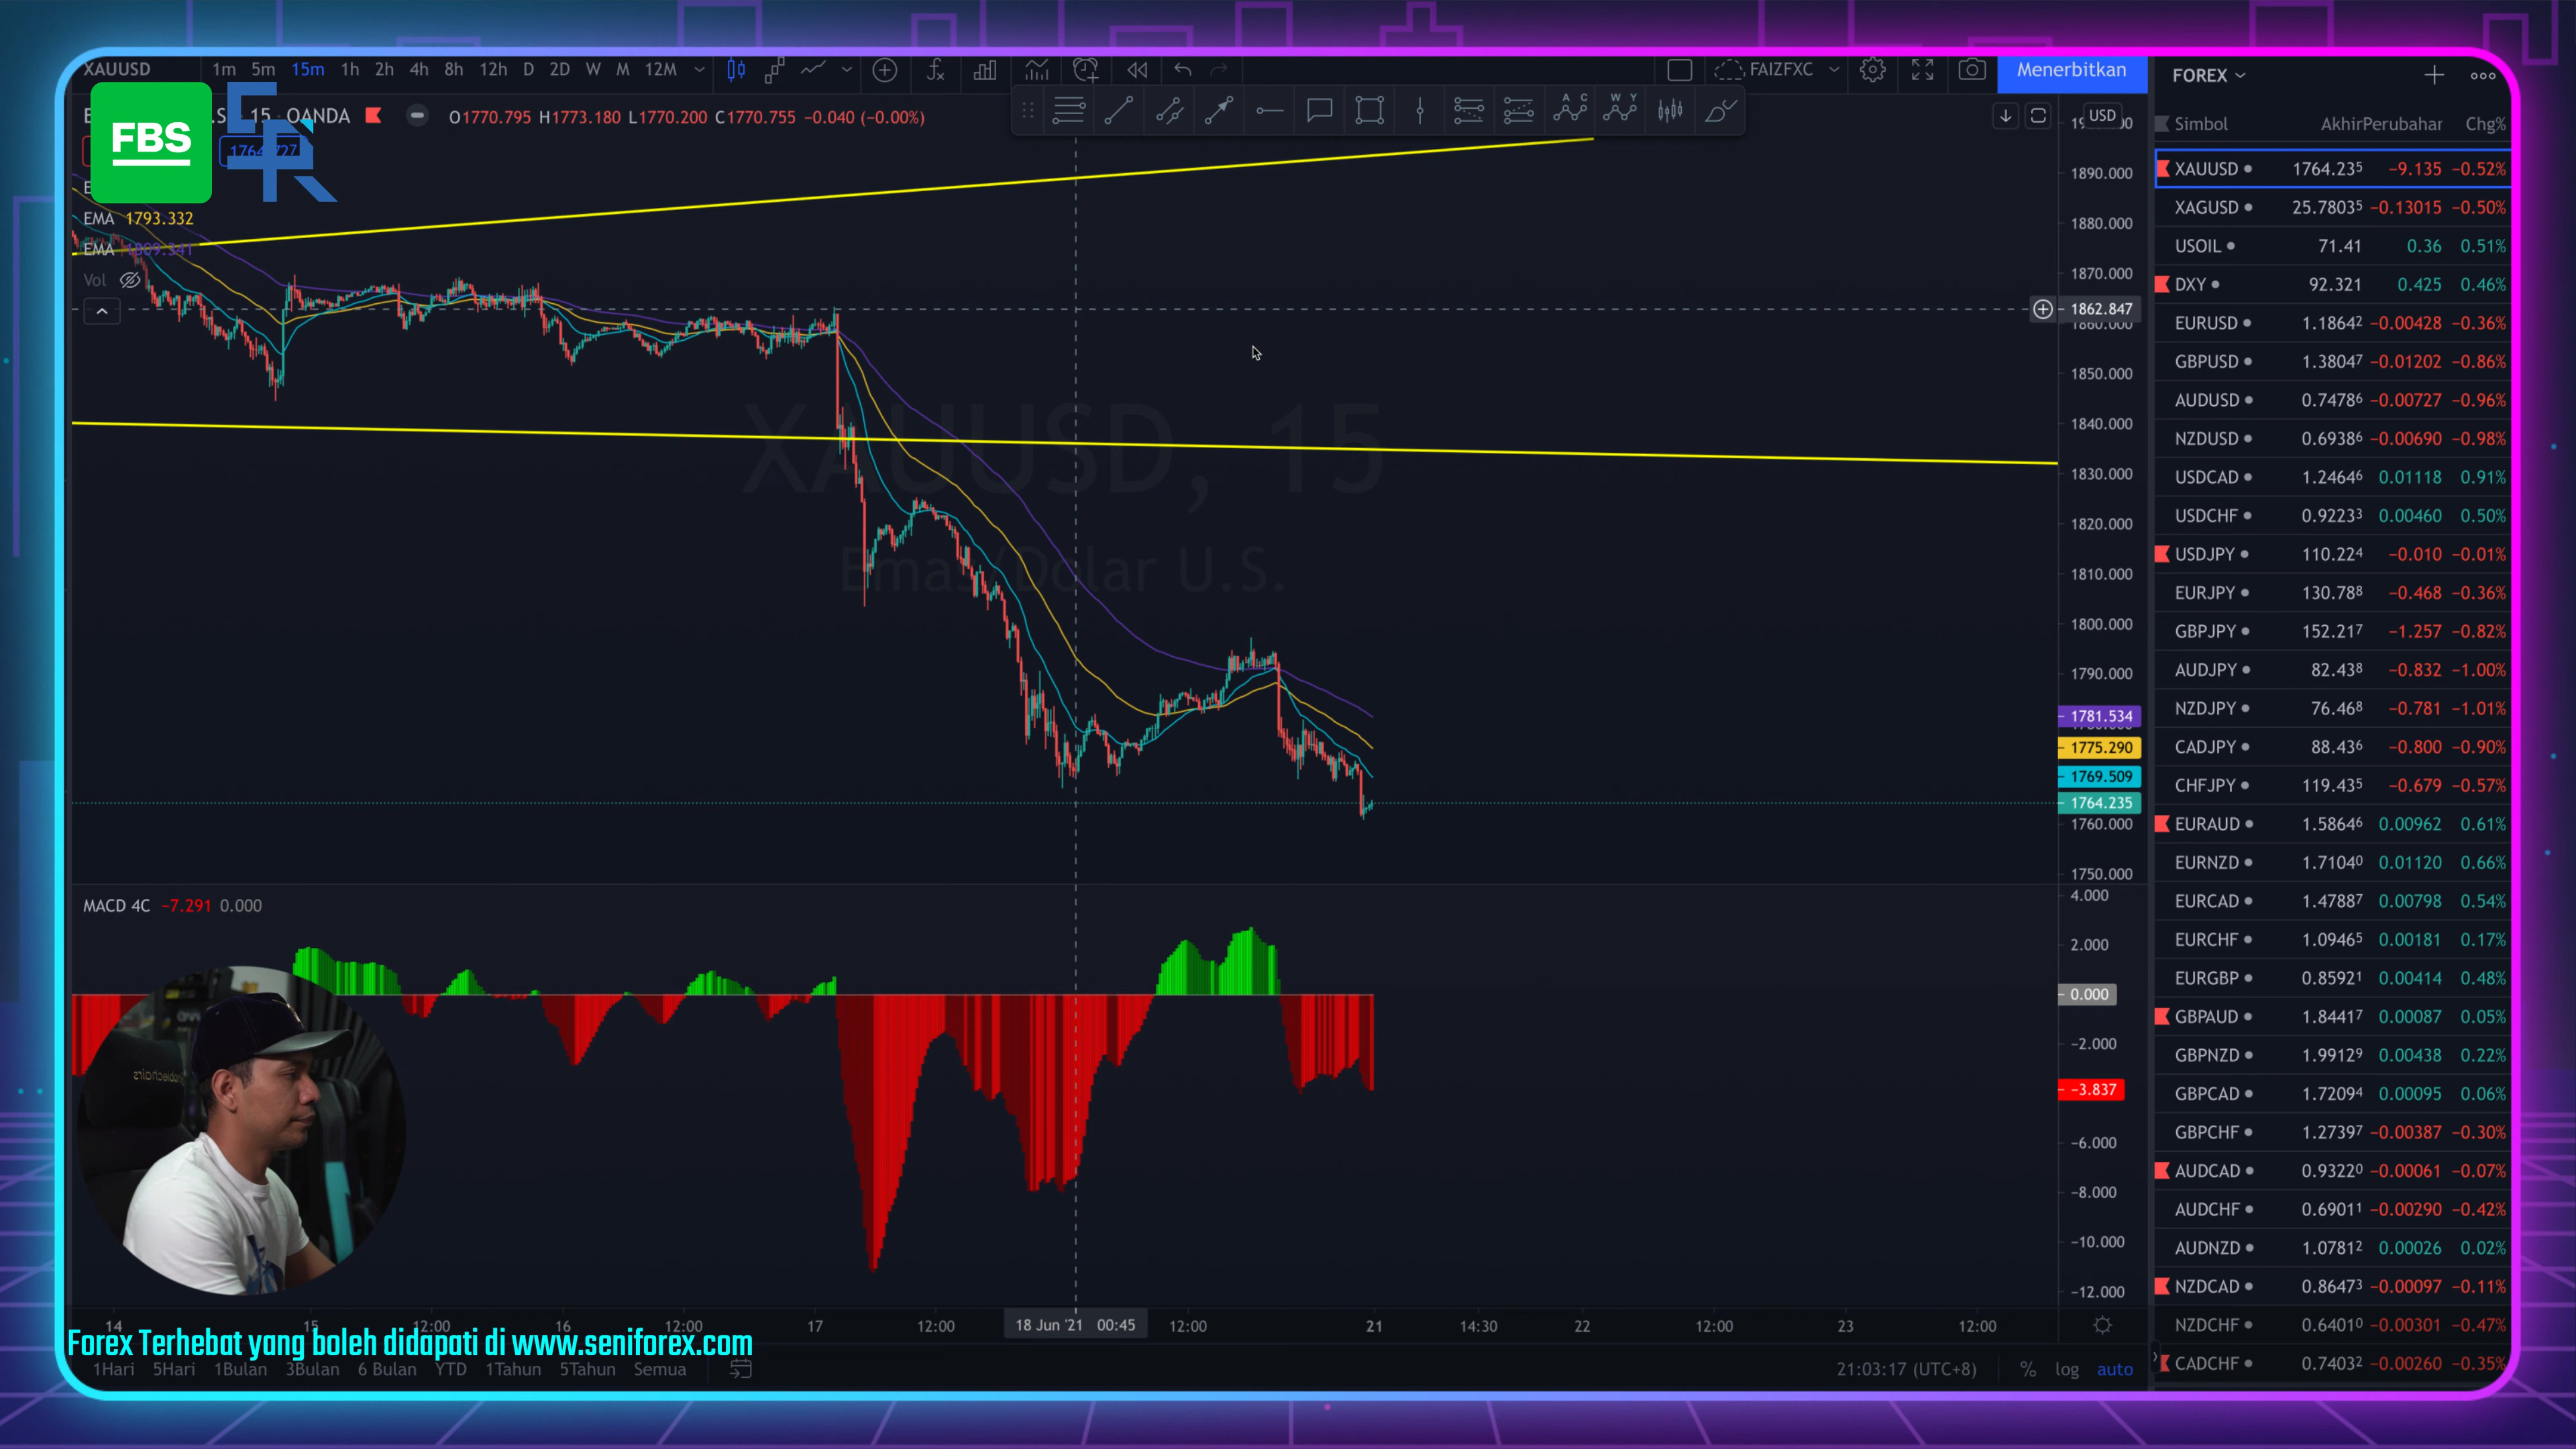 XAUUSD 1m 5m 15m 1h 2h 4h 8h 12h D 2D W M 12M FAIZFXC Menerbitkan
FBS
15 OANDA O1770.795 H1773.180 L1770.200 C1770.755 −0.040 (−0.00%)
EMA 1793.332
EMA 1809.341
Vol
XAUUSD, 15
Emas/Dolar U.S.
USD
1890.000
1880.000
1870.000
1862.847
1860.000
1850.000
1840.000
1830.000
1820.000
1810.000
1800.000
1790.000
1781.534
1775.290
1769.509
1764.235
1760.000
1750.000
MACD 4C −7.291 0.000
4.000
2.000
0.000
−2.000
−3.837
−6.000
−8.000
−10.000
−12.000
noblechairs
14 15 12:00 16 12:00 17 12:00 18 Jun '21 00:45 12:00 21 14:30 22 12:00 23 12:00
Forex Terhebat yang boleh didapati di www.seniforex.com
1Hari 5Hari 1Bulan 3Bulan 6 Bulan YTD 1Tahun 5Tahun Semua 21:03:17 (UTC+8) % log auto
FOREX
Simbol Akhir Perubahar Chg%
XAUUSD 1764.235 −9.135 −0.52%
XAGUSD 25.78035 −0.13015 −0.50%
USOIL 71.41 0.36 0.51%
DXY 92.321 0.425 0.46%
EURUSD 1.18642 −0.00428 −0.36%
GBPUSD 1.38047 −0.01202 −0.86%
AUDUSD 0.74786 −0.00727 −0.96%
NZDUSD 0.69386 −0.00690 −0.98%
USDCAD 1.24646 0.01118 0.91%
USDCHF 0.92233 0.00460 0.50%
USDJPY 110.224 −0.010 −0.01%
EURJPY 130.788 −0.468 −0.36%
GBPJPY 152.217 −1.257 −0.82%
AUDJPY 82.438 −0.832 −1.00%
NZDJPY 76.468 −0.781 −1.01%
CADJPY 88.436 −0.800 −0.90%
CHFJPY 119.435 −0.679 −0.57%
EURAUD 1.58646 0.00962 0.61%
EURNZD 1.71040 0.01120 0.66%
EURCAD 1.47887 0.00798 0.54%
EURCHF 1.09465 0.00181 0.17%
EURGBP 0.85921 0.00414 0.48%
GBPAUD 1.84417 0.00087 0.05%
GBPNZD 1.99129 0.00438 0.22%
GBPCAD 1.72094 0.00095 0.06%
GBPCHF 1.27397 −0.00387 −0.30%
AUDCAD 0.93220 −0.00061 −0.07%
AUDCHF 0.69011 −0.00290 −0.42%
AUDNZD 1.07812 0.00026 0.02%
NZDCAD 0.86473 −0.00097 −0.11%
NZDCHF 0.64010 −0.00301 −0.47%
CADCHF 0.74032 −0.00260 −0.35%